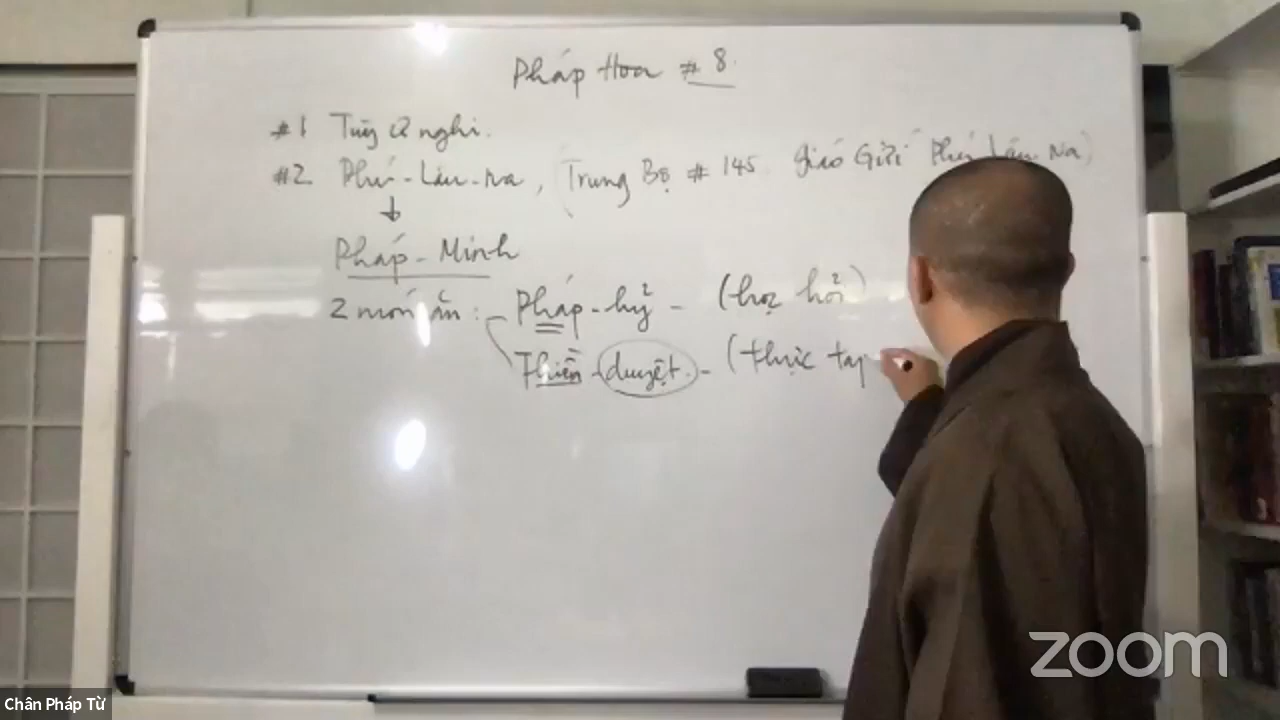 Pháp Hoa # 8.
#1 Tùy cơ nghi.
#2 Phú-Lâu-na, (Trung Bộ # 145 giáo Giới Phú Lâu Na)
↓
Pháp-Minh
2 món ăn: - Pháp-hỷ - (học hỏi)
Thiền-duyệt. - (thực tập
zoom
Chân Pháp Từ